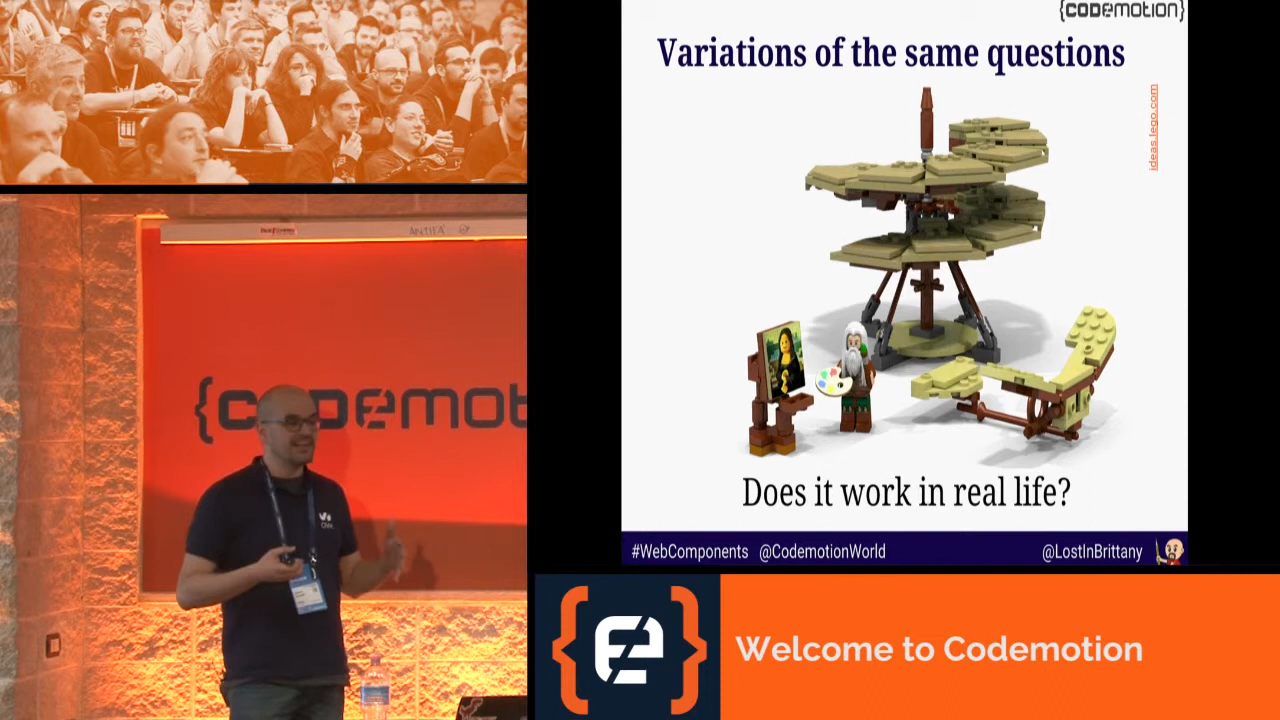 {CODEMOTION}
Variations of the same questions
ideas.lego.com
Does it work in real life?
#WebComponents @CodemotionWorld
@LostInBrittany
{codemot
Welcome to Codemotion